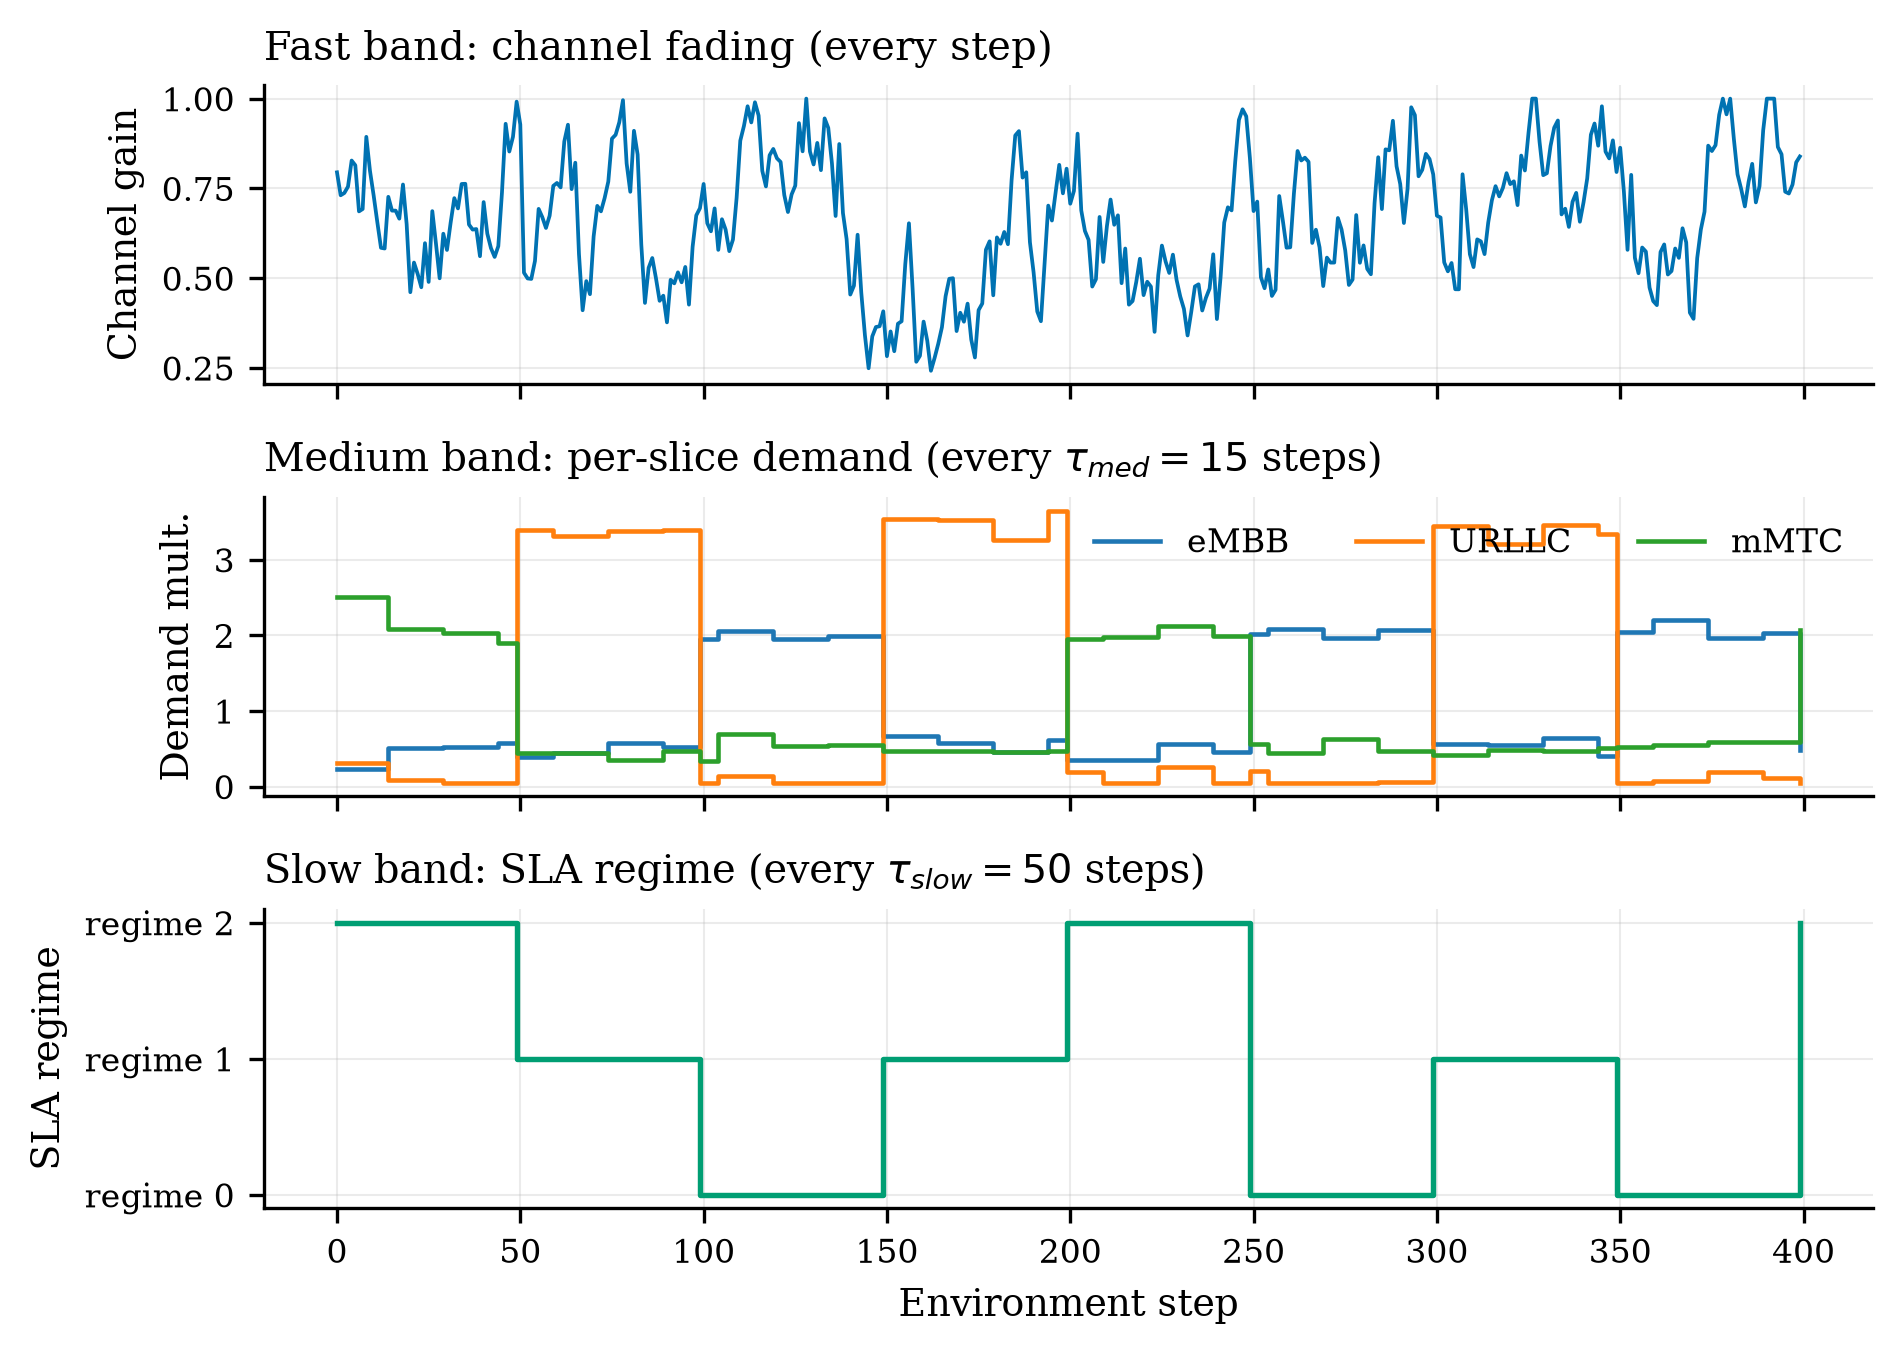 Fast band: channel fading (every step)
Channel gain
1.00
0.75
0.50
0.25
Medium band: per-slice demand (every τ_med = 15 steps)
Demand mult.
eMBB URLLC mMTC
3
2
1
0
Slow band: SLA regime (every τ_slow = 50 steps)
SLA regime
regime 2
regime 1
regime 0
0 50 100 150 200 250 300 350 400
Environment step